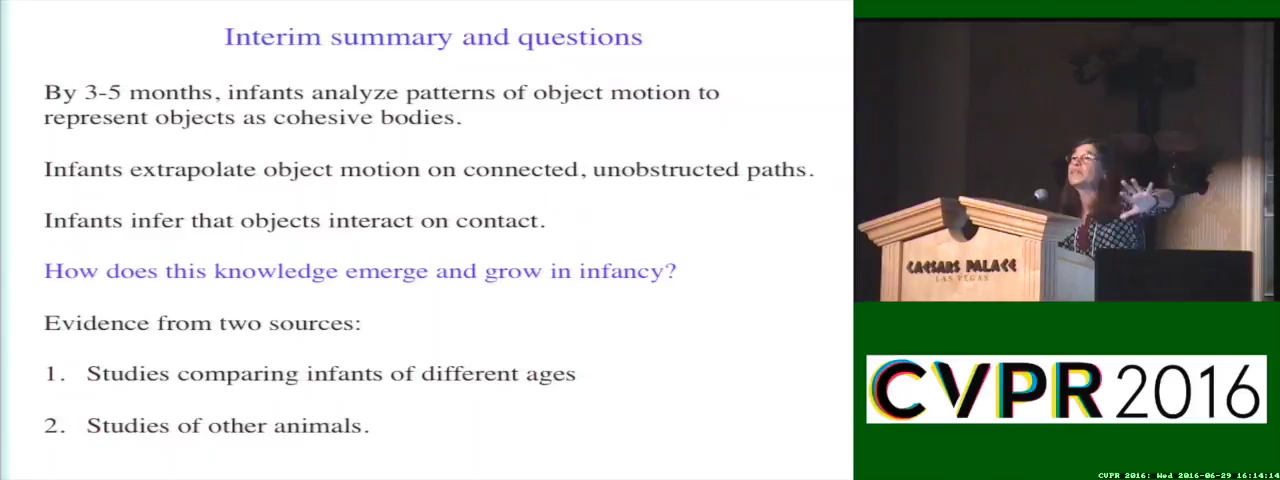 Interim summary and questions
By 3-5 months, infants analyze patterns of object motion to
represent objects as cohesive bodies.
Infants extrapolate object motion on connected, unobstructed paths.
Infants infer that objects interact on contact.
How does this knowledge emerge and grow in infancy?
Evidence from two sources:
1. Studies comparing infants of different ages
2. Studies of other animals.
CAESARS PALACE
LAS VEGAS
CVPR 2016
CVPR 2016: Wed 2016-06-29 16:14:14